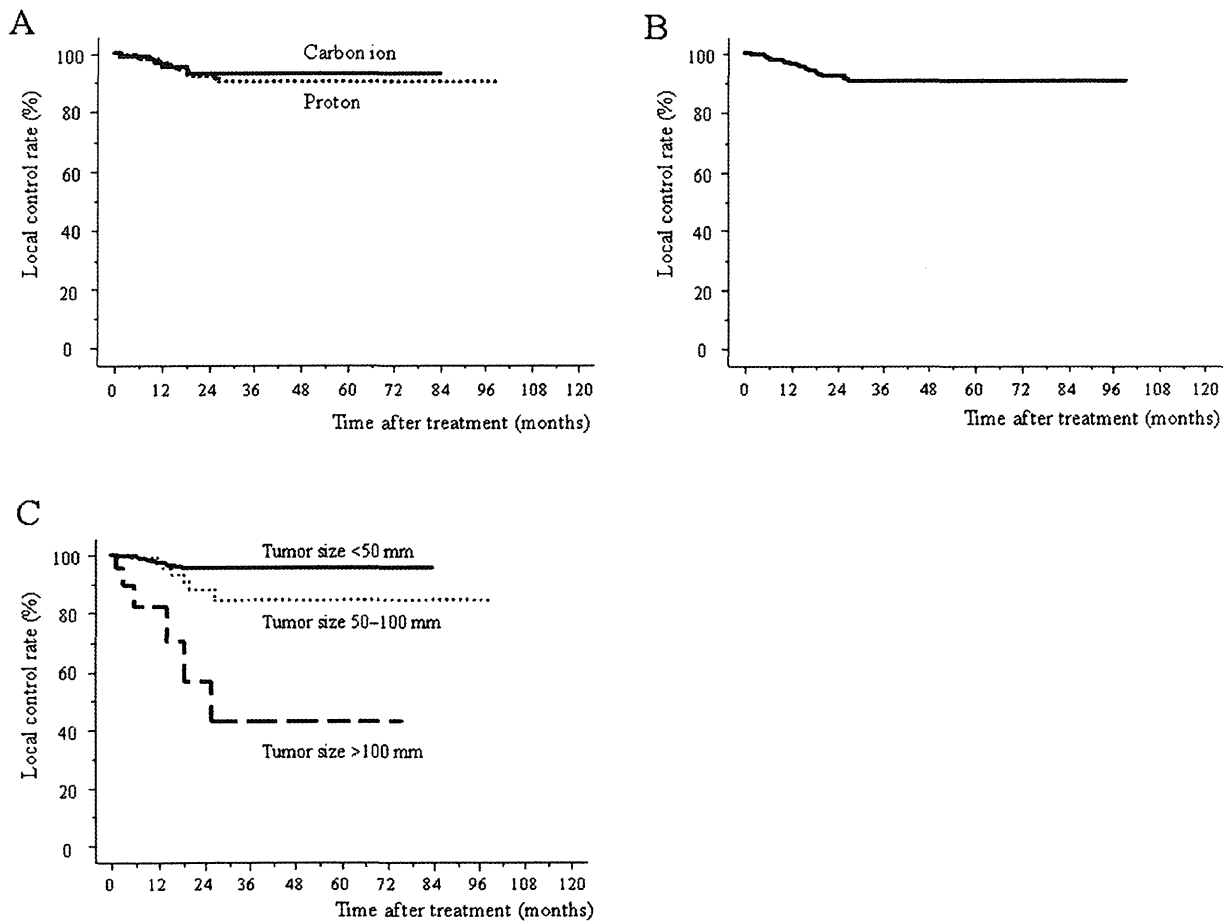 A
Local control rate (%)
100
80
60
40
20
0
Carbon ion
Proton
0 12 24 36 48 60 72 84 96 108 120
Time after treatment (months)
B
Local control rate (%)
100
80
60
40
20
0
0 12 24 36 48 60 72 84 96 108 120
Time after treatment (months)
C
Local control rate (%)
100
80
60
40
20
0
Tumor size <50 mm
Tumor size 50–100 mm
Tumor size >100 mm
0 12 24 36 48 60 72 84 96 108 120
Time after treatment (months)